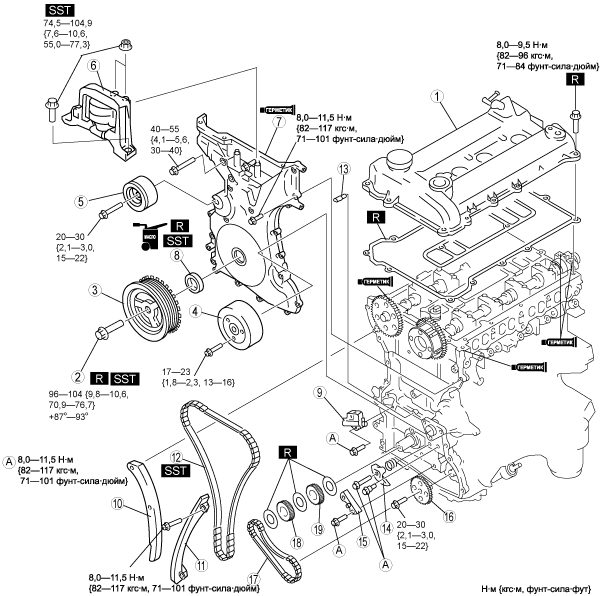 SST
74,5—104,9
{7,6—10,6,
55,0—77,3}
6
8,0—9,5 Н·м
{82—96 кгс·м,
71—84 фунт·сила·дюйм}
R
1
ГЕРМЕТИК
7
8,0—11,5 Н·м
{82—117 кгс·м,
71—101 фунт·сила·дюйм}
40—55
{4,1—5,6,
30—40}
13
5
20—30
{2,1—3,0,
15—22}
МАСЛО
R
SST
8
R
3
4
ГЕРМЕТИК
2
17—23
{1,8—2,3, 13—16}
ГЕРМЕТИК
ГЕРМЕТИК
96—104 {9,8—10,6,
70,9—76,7}
+87°—93°
R
SST
9
A
A
8,0—11,5 Н·м
{82—117 кгс·м,
71—101 фунт·сила·дюйм}
12
SST
R
10
11
18
19
17
A
15
14
A
16
20—30
{2,1—3,0,
15—22}
8,0—11,5 Н·м
{82—117 кгс·м, 71—101 фунт·сила·дюйм}
Н·м {кгс·м, фунт·сила·фут}